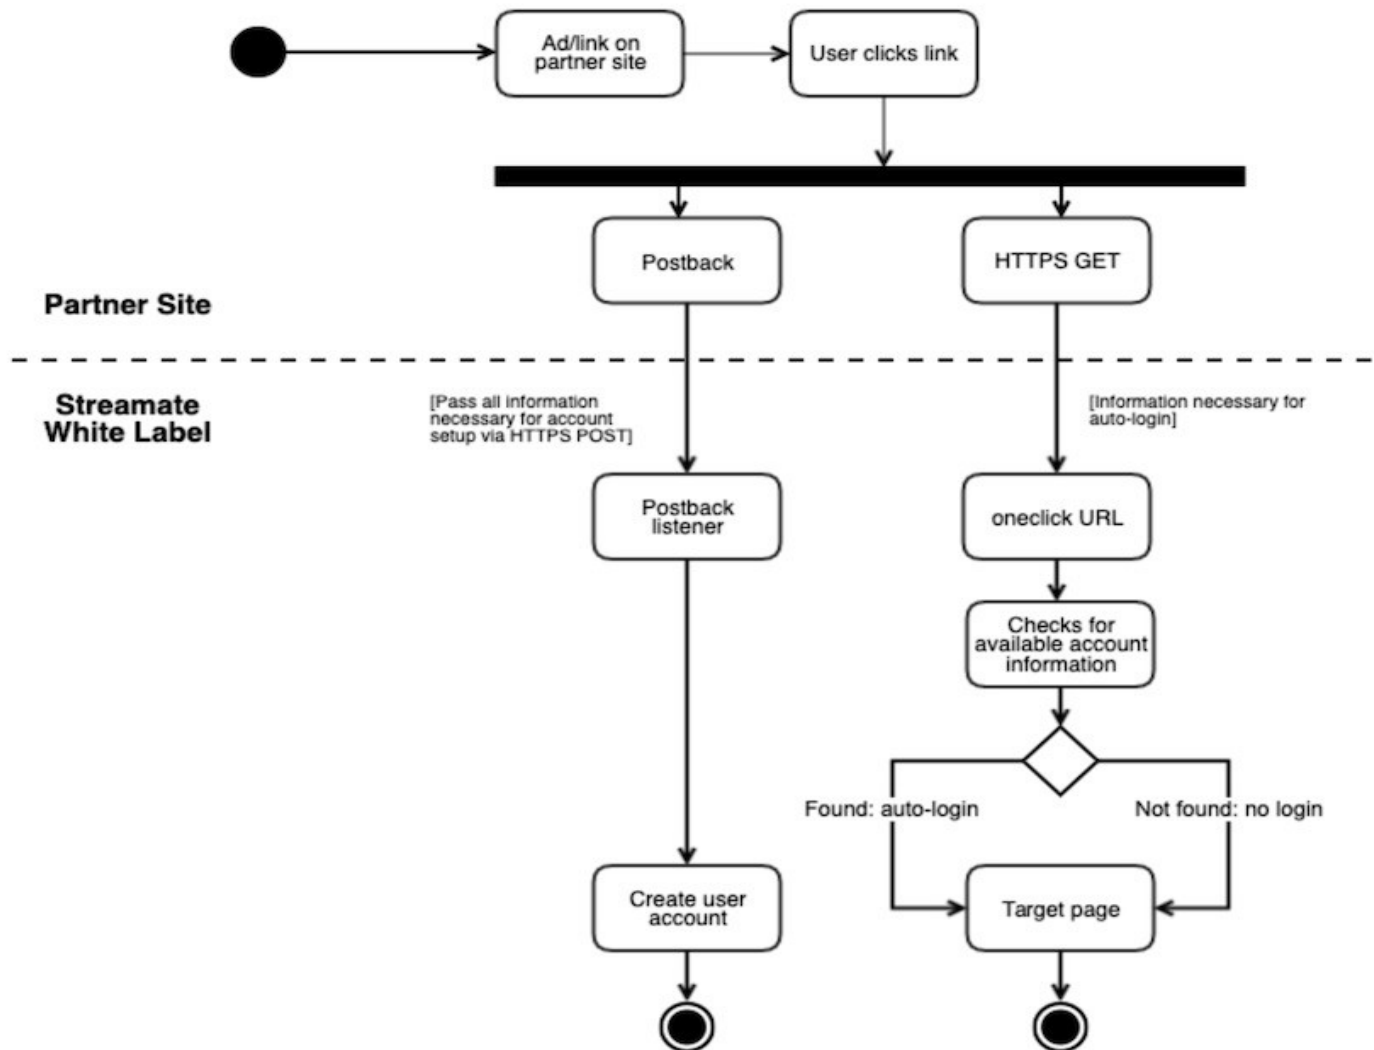 Ad/link on
partner site
User clicks link
Postback
HTTPS GET
Partner Site
Streamate
White Label
[Pass all information
necessary for account
setup via HTTPS POST]
[Information necessary for
auto-login]
Postback
listener
oneclick URL
Checks for
available account
information
Found: auto-login
Not found: no login
Create user
account
Target page